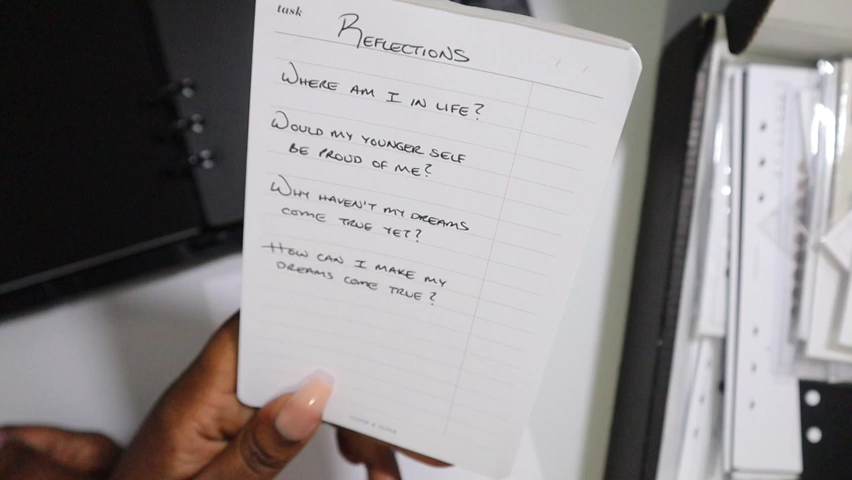 task
REFLECTIONS
WHERE AM I IN LIFE?
WOULD MY YOUNGER SELF
BE PROUD OF ME?
WHY HAVEN'T MY DREAMS
COME TRUE YET?
HOW CAN I MAKE MY
DREAMS COME TRUE?